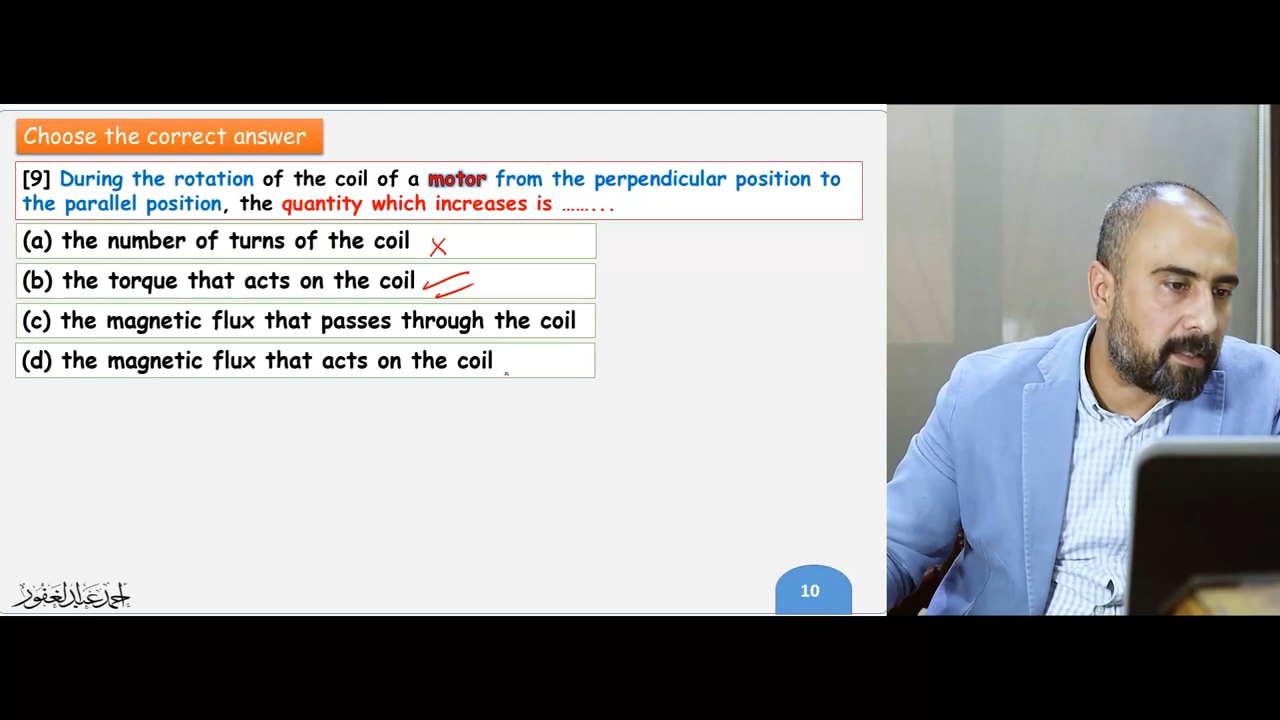 Choose the correct answer
[9] During the rotation of the coil of a motor from the perpendicular position to
the parallel position, the quantity which increases is ……...
(a) the number of turns of the coil
(b) the torque that acts on the coil
(c) the magnetic flux that passes through the coil
(d) the magnetic flux that acts on the coil
احمد عبد الغفور
10